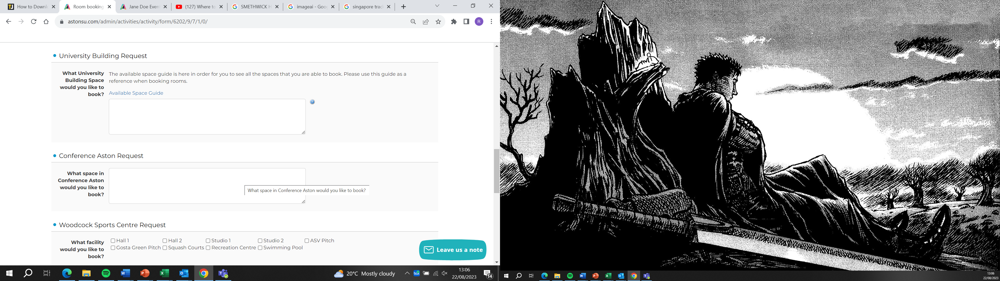 How to Downl
Room booking
Jane Doe Even
(127) Where to
SMETHWICK H
imageai - Goo
singapore trac
astonsu.com/admin/activities/activity/form/6202/9/7/1/0/
R
University Building Request
What University Building Space would you like to book?
The available space guide is here in order for you to see all the spaces that you are able to book. Please use this guide as a
reference when booking rooms.
Available Space Guide
Conference Aston Request
What space in
Conference Aston
would you like to
book?
What space in Conference Aston would you like to book?
Woodcock Sports Centre Request
What facility
would you like to
book?
Hall 1 Hall 2 Studio 1 Studio 2 ASV Pitch
Gosta Green Pitch Squash Courts Recreation Centre Swimming Pool
Leave us a note
20°C Mostly cloudy
13:06
22/08/2023
14
13:06
22/08/2023